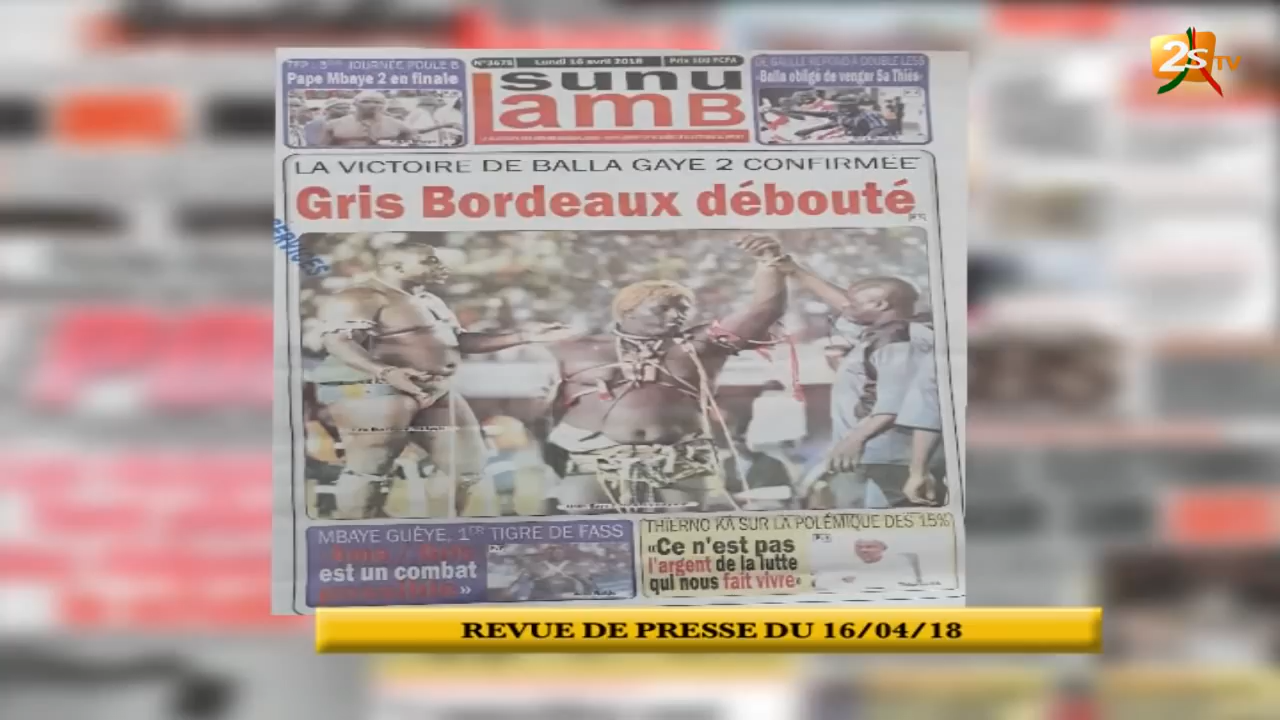 2STV
TFP - 3ème JOURNÉE POULE B
Pape Mbaye 2 en finale
N°3475 Lundi 16 avril 2018 Prix 100 FCFA
sunu
Lamb
DE GAULLE RÉPOND À DOUBLE LESS
«Balla obligé de venger Sa Thiès»
LA VICTOIRE DE BALLA GAYE 2 CONFIRMÉE
Gris Bordeaux débouté
SERVICES
MBAYE GUÈYE, 1ER TIGRE DE FASS
est un combat
THIERNO KA SUR LA POLÉMIQUE DES 15%
«Ce n'est pas
l'argent de la lutte
qui nous fait vivre»
REVUE DE PRESSE DU 16/04/18